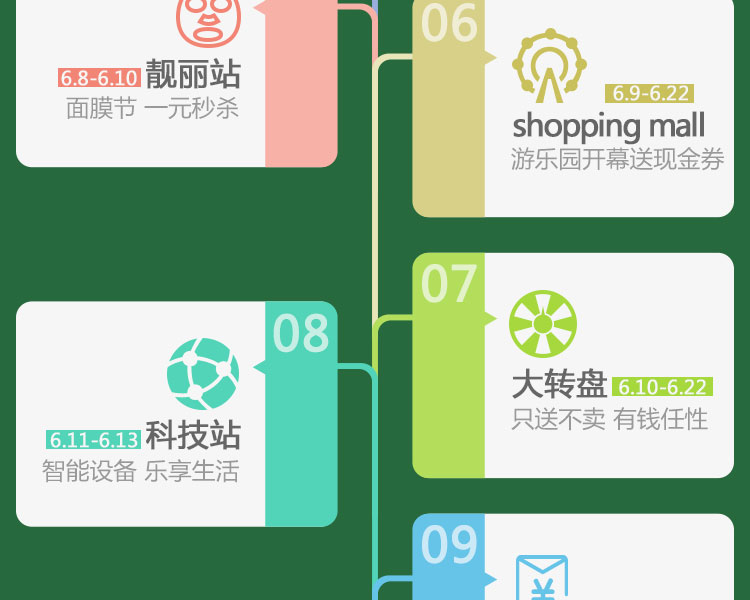 6.8-6.10 靓丽站
面膜节 一元秒杀
06
6.9-6.22
shopping mall
游乐园开幕送现金券
07
大转盘 6.10-6.22
只送不卖 有钱任性
08
6.11-6.13 科技站
智能设备 乐享生活
09
¥